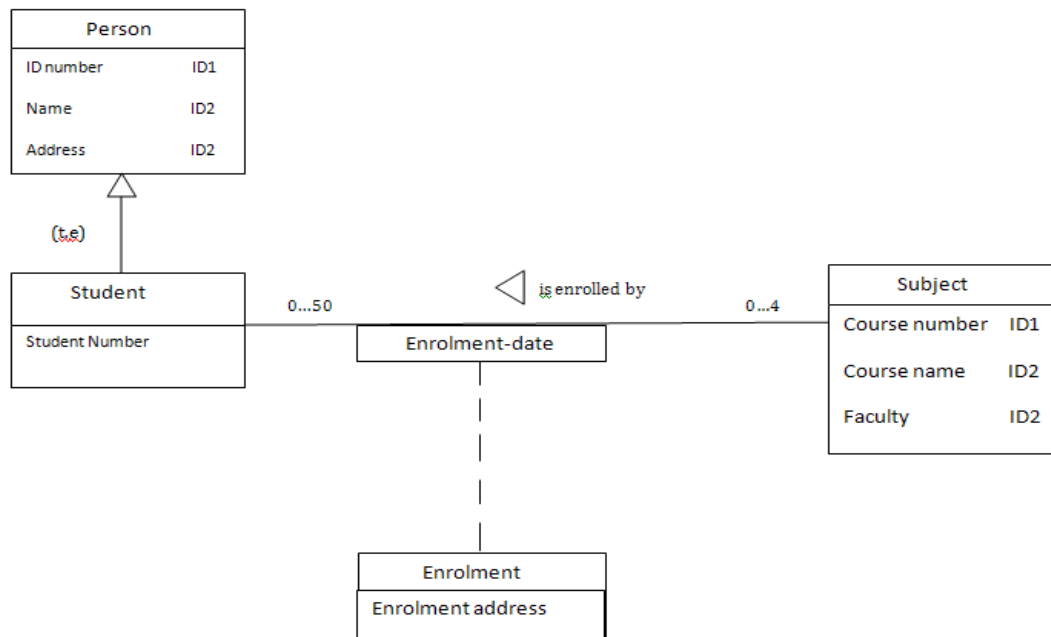 Person
ID number ID1
Name ID2
Address ID2
(t,e)
Student
Student Number
0...50
is enrolled by
0...4
Enrolment-date
Subject
Course number ID1
Course name ID2
Faculty ID2
Enrolment
Enrolment address